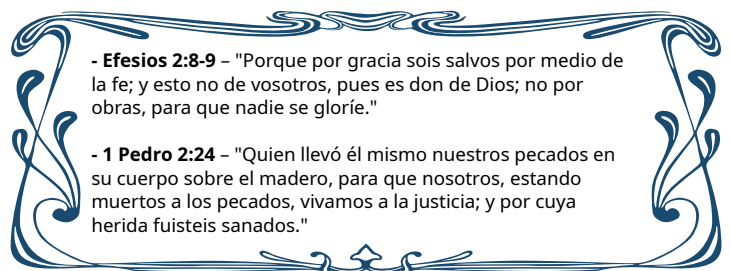 - Efesios 2:8-9 – "Porque por gracia sois salvos por medio de
la fe; y esto no de vosotros, pues es don de Dios; no por
obras, para que nadie se gloríe."
- 1 Pedro 2:24 – "Quien llevó él mismo nuestros pecados en
su cuerpo sobre el madero, para que nosotros, estando
muertos a los pecados, vivamos a la justicia; y por cuya
herida fuisteis sanados."